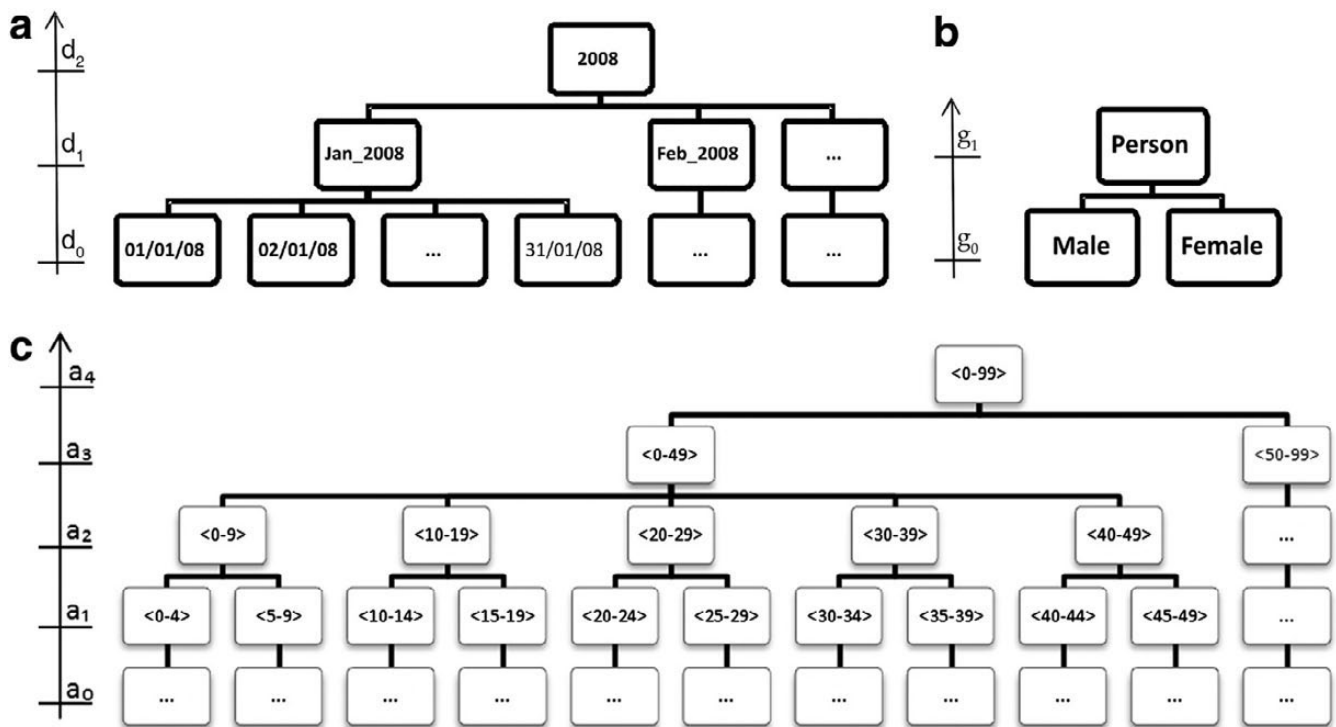 a
d2
2008
d1
Jan_2008
Feb_2008
...
d0
01/01/08
02/01/08
...
31/01/08
...
...
b
g1
Person
g0
Male
Female
c
a4
<0-99>
a3
<0-49>
<50-99>
a2
<0-9>
<10-19>
<20-29>
<30-39>
<40-49>
...
a1
<0-4>
<5-9>
<10-14>
<15-19>
<20-24>
<25-29>
<30-34>
<35-39>
<40-44>
<45-49>
...
a0
...
...
...
...
...
...
...
...
...
...
...